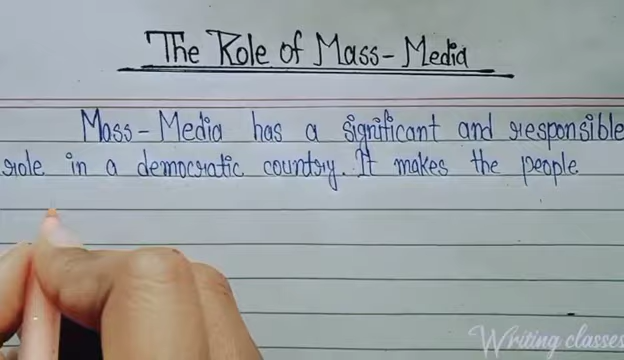 The Role of Mass-Media
Mass-Media has a significant and responsible
role in a democratic country. It makes the people
Writing classes